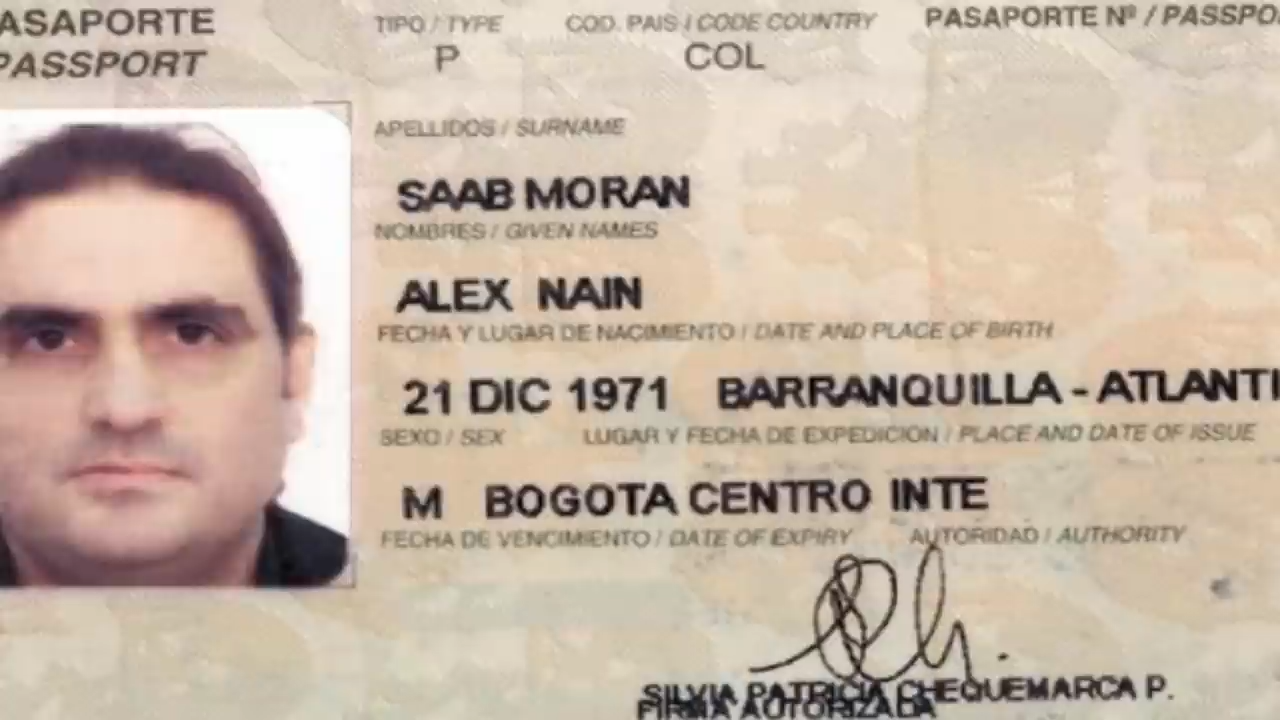 ASAPORTE TIPO / TYPE COD. PAIS / CODE COUNTRY PASAPORTE Nº / PASSPO
PASSPORT P COL
APELLIDOS / SURNAME
SAAB MORAN
NOMBRES / GIVEN NAMES
ALEX NAIN
FECHA Y LUGAR DE NACIMIENTO / DATE AND PLACE OF BIRTH
21 DIC 1971 BARRANQUILLA - ATLANTI
SEXO / SEX LUGAR Y FECHA DE EXPEDICION / PLACE AND DATE OF ISSUE
M BOGOTA CENTRO INTE
FECHA DE VENCIMIENTO / DATE OF EXPIRY AUTORIDAD / AUTHORITY
SILVIA PATRICIA CHEQUEMARCA P.
FIRMA AUTORIZADA